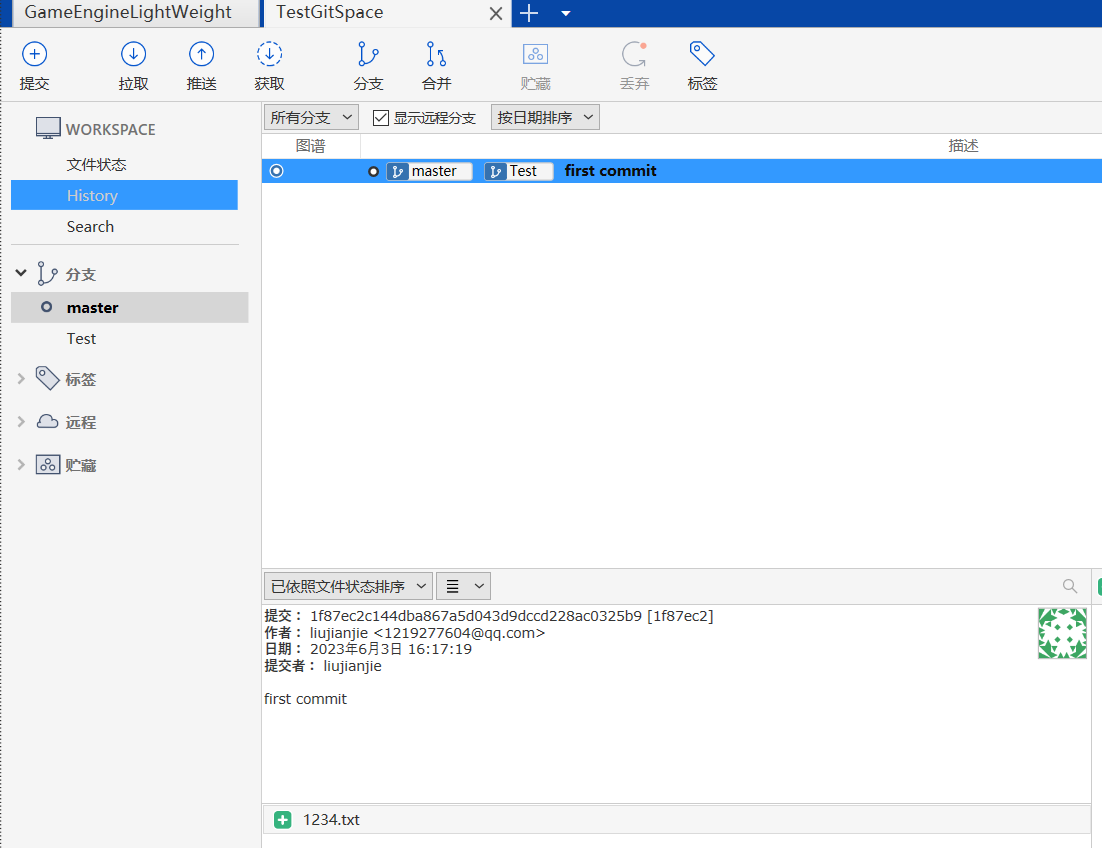 GameEngineLightWeight TestGitSpace
提交 拉取 推送 获取 分支 合并 贮藏 丢弃 标签
WORKSPACE
文件状态
History
Search
分支
master
Test
标签
远程
贮藏
所有分支 显示远程分支 按日期排序
图谱 描述
master Test first commit
已依照文件状态排序
提交： 1f87ec2c144dba867a5d043d9dccd228ac0325b9 [1f87ec2]
作者： liujianjie <1219277604@qq.com>
日期： 2023年6月3日 16:17:19
提交者： liujianjie
first commit
1234.txt